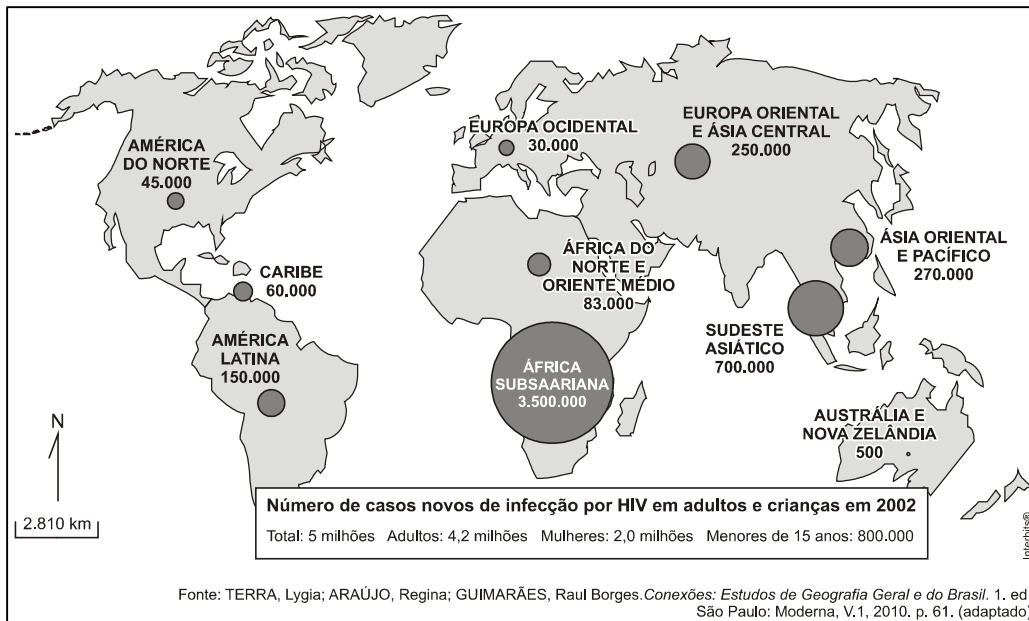 AMÉRICA
DO NORTE
45.000
EUROPA OCIDENTAL
30.000
EUROPA ORIENTAL
E ÁSIA CENTRAL
250.000
CARIBE
60.000
ÁFRICA DO
NORTE E
ORIENTE MÉDIO
83.000
ÁSIA ORIENTAL
E PACÍFICO
270.000
AMÉRICA
LATINA
150.000
ÁFRICA
SUBSAARIANA
3.500.000
SUDESTE
ASIÁTICO
700.000
AUSTRÁLIA E
NOVA ZELÂNDIA
500
N
2.810 km
Número de casos novos de infecção por HIV em adultos e crianças em 2002
Total: 5 milhões Adultos: 4,2 milhões Mulheres: 2,0 milhões Menores de 15 anos: 800.000
Interbits®
Fonte: TERRA, Lygia; ARAÚJO, Regina; GUIMARÃES, Raul Borges.Conexões: Estudos de Geografia Geral e do Brasil. 1. ed
São Paulo: Moderna, V.1, 2010. p. 61. (adaptado)